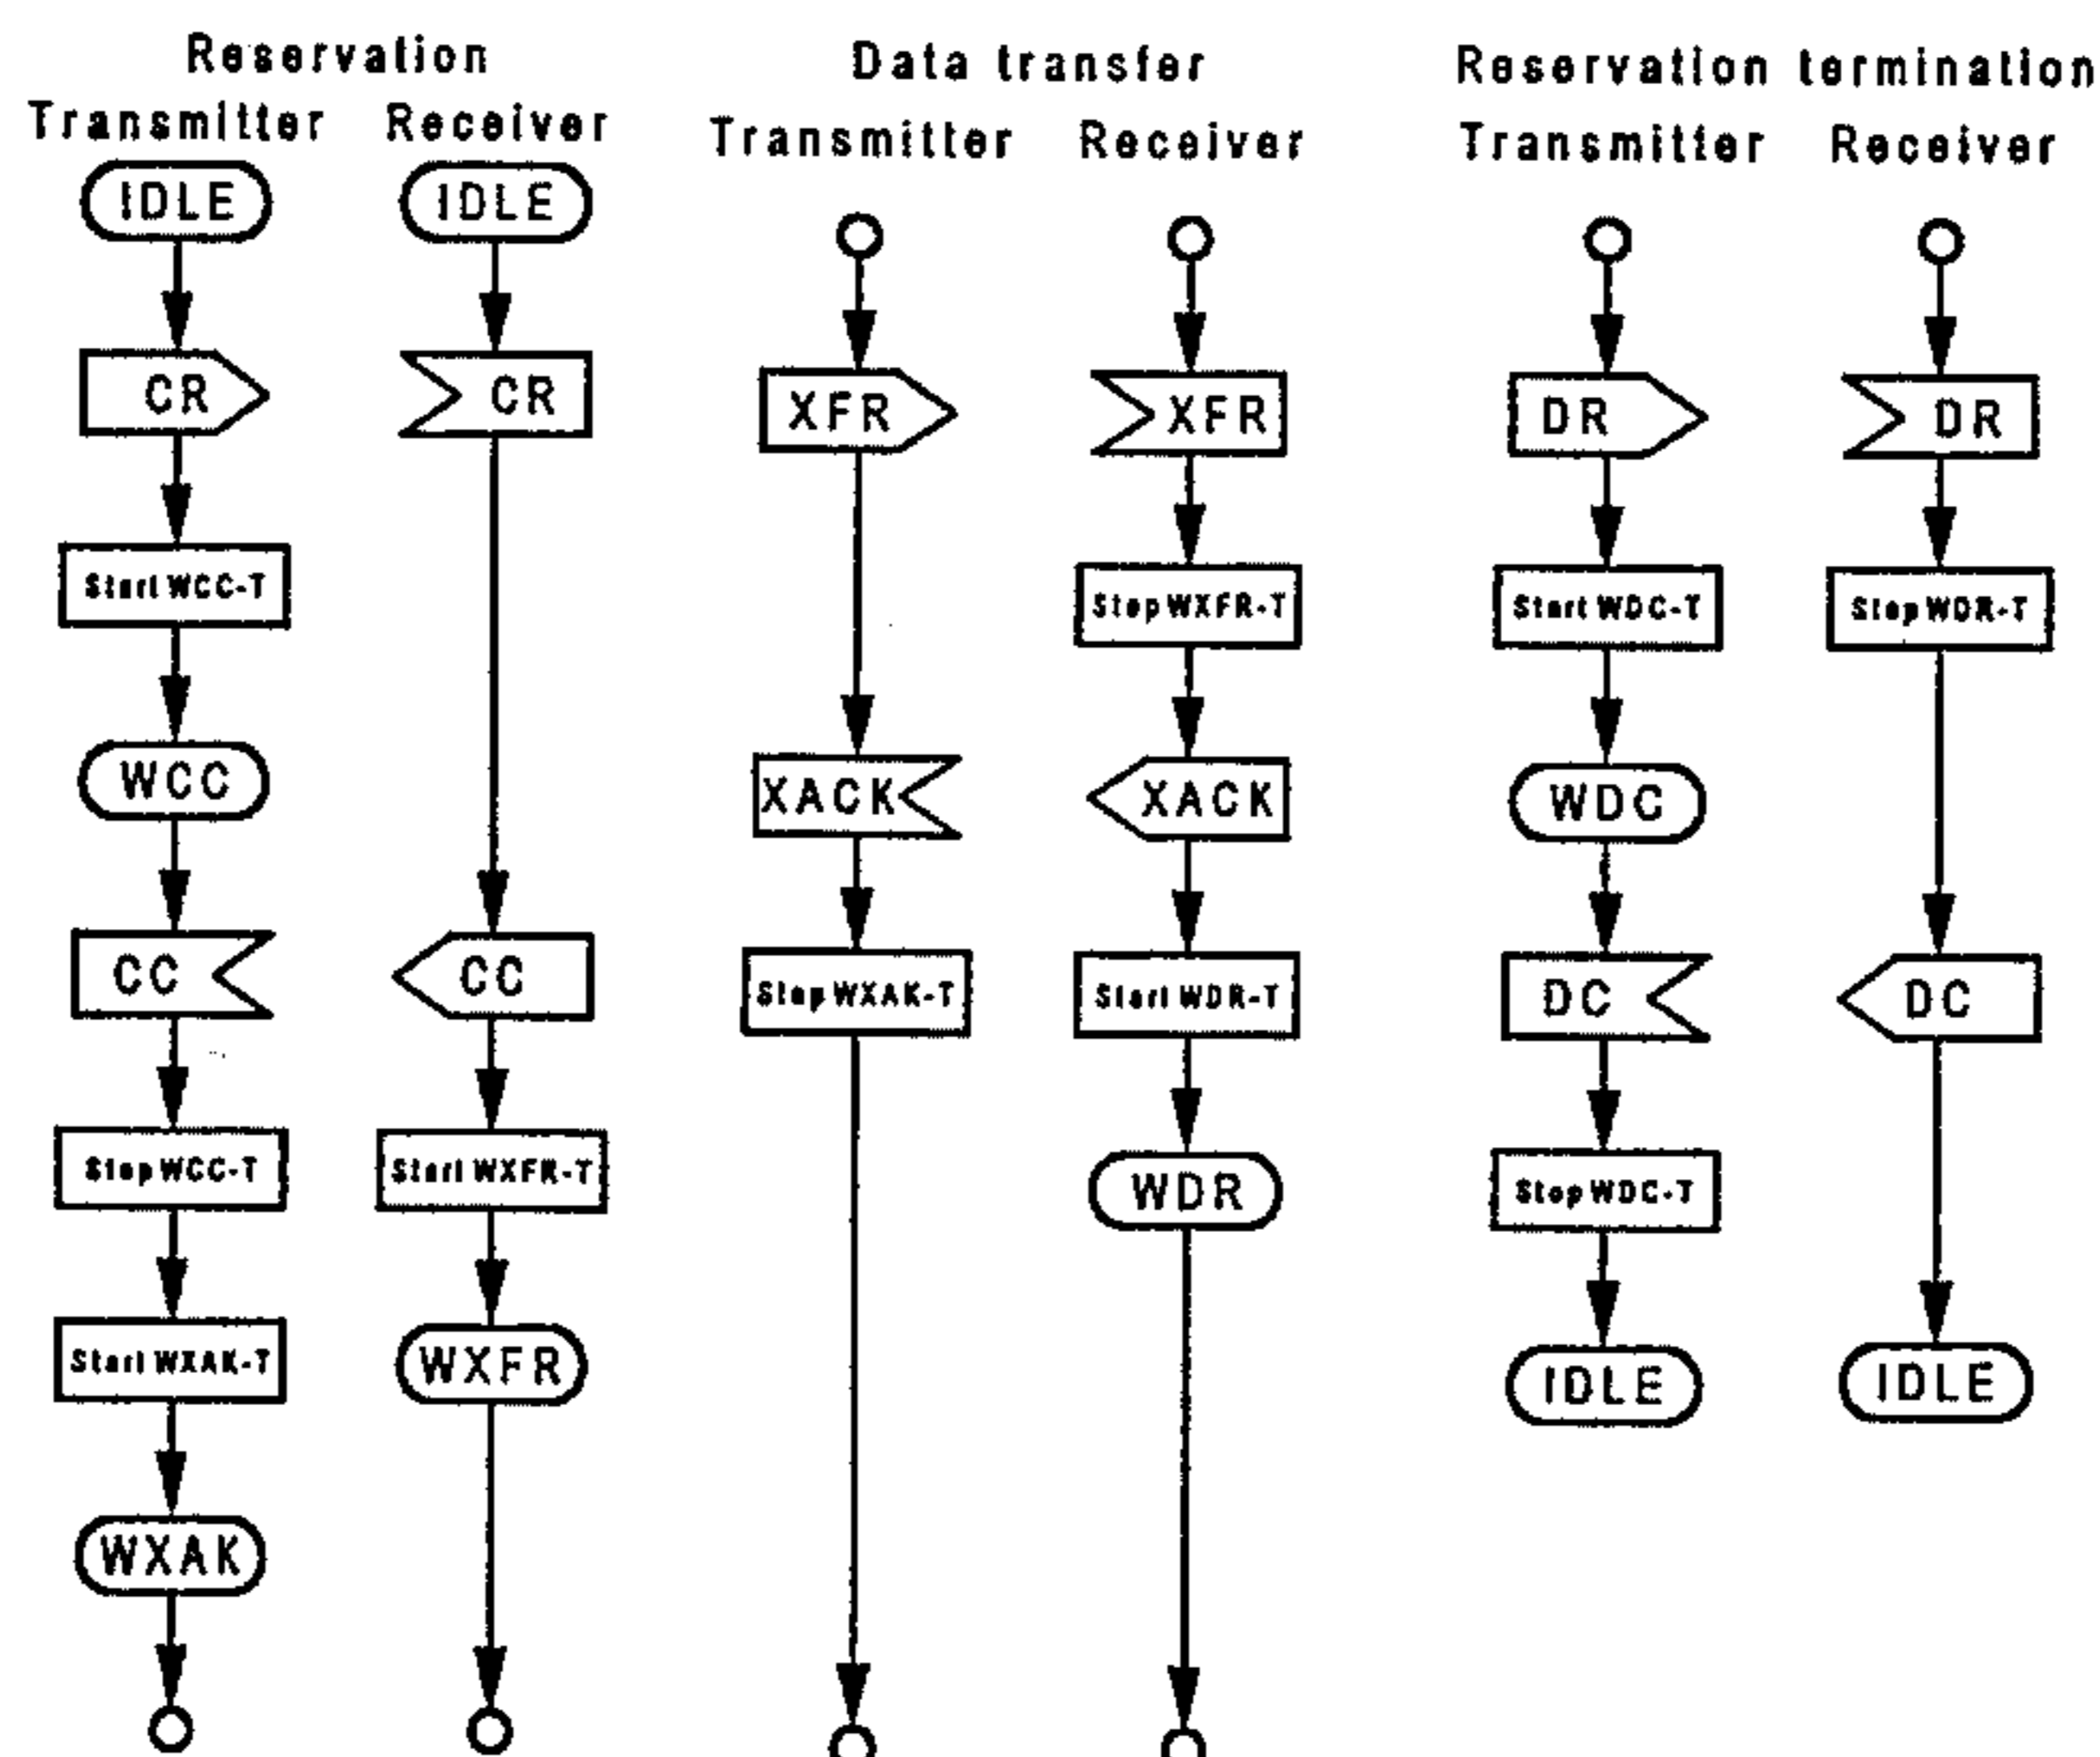 Reservation
Transmitter Receiver
IDLE IDLE
CR CR
Start WCC-T
WCC
CC CC
Stop WCC-T Start WXFR-T
Start WXAK-T WXFR
WXAK
Data transfer
Transmitter Receiver
XFR XFR
Stop WXFR-T
XACK XACK
Stop WXAK-T Start WDR-T
WDR
Reservation termination
Transmitter Receiver
DR DR
Start WDC-T Stop WDR-T
WDC
DC DC
Stop WDC-T
IDLE IDLE